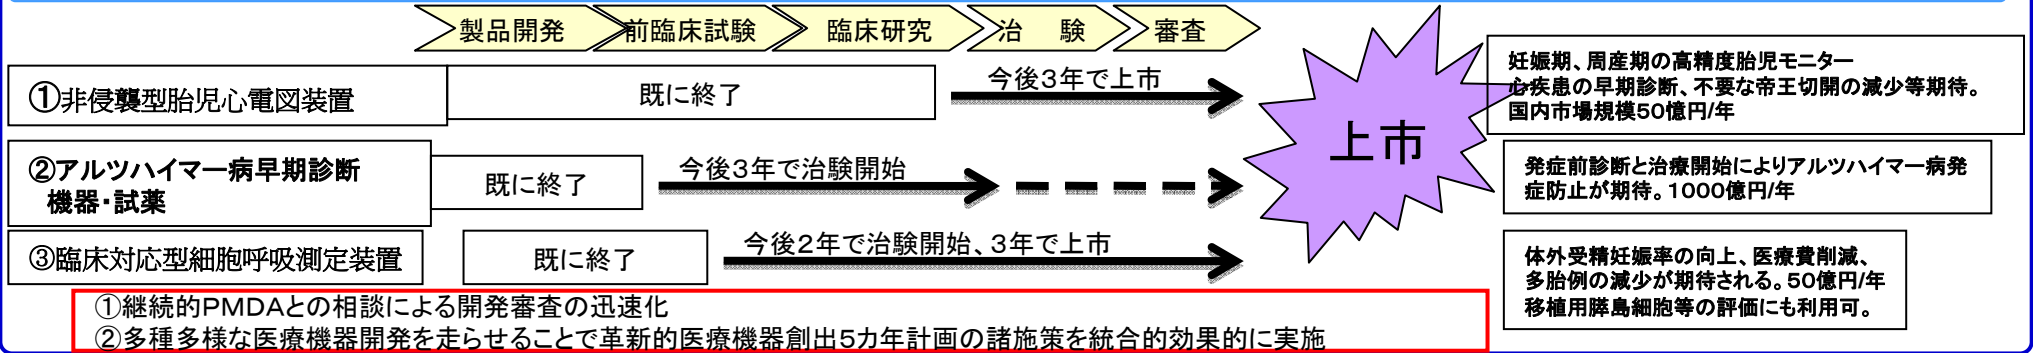 製品開発
前臨床試験
臨床研究
治　験
審査
①非侵襲型胎児心電図装置
既に終了
今後3年で上市
妊娠期、周産期の高精度胎児モニター
心疾患の早期診断、不要な帝王切開の減少等期待。
国内市場規模50億円/年
上市
②アルツハイマー病早期診断
機器・試薬
既に終了
今後3年で治験開始
発症前診断と治療開始によりアルツハイマー病発
症防止が期待。1000億円/年
③臨床対応型細胞呼吸測定装置
既に終了
今後2年で治験開始、3年で上市
体外受精妊娠率の向上、医療費削減、
多胎例の減少が期待される。50億円/年
移植用膵島細胞等の評価にも利用可。
①継続的PMDAとの相談による開発審査の迅速化
②多種多様な医療機器開発を走らせることで革新的医療機器創出5カ年計画の諸施策を統合的効果的に実施